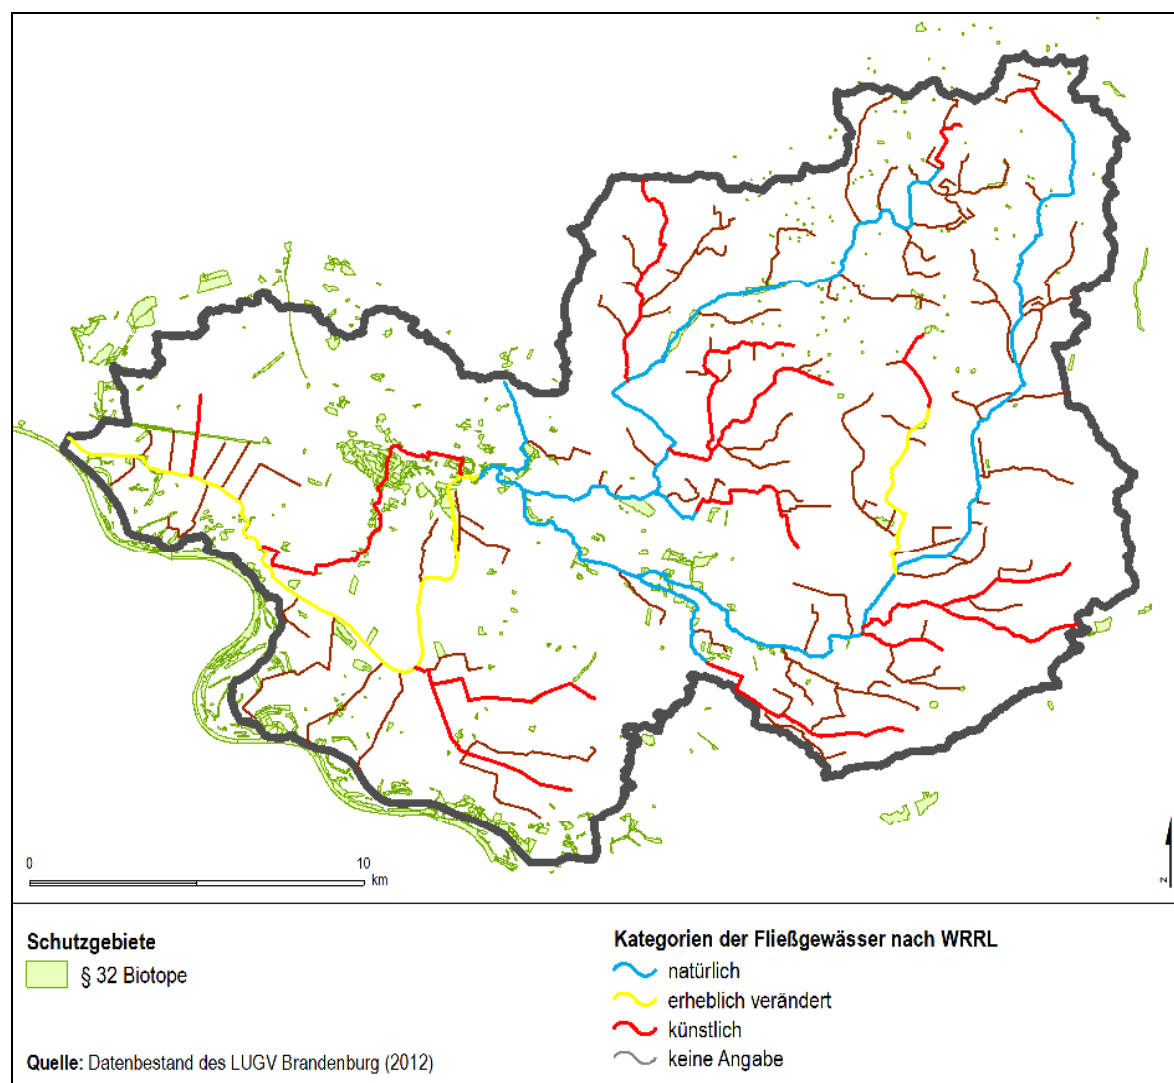 0 10
km
N
Schutzgebiete
§ 32 Biotope
Quelle: Datenbestand des LUGV Brandenburg (2012)
Kategorien der Fließgewässer nach WRRL
natürlich
erheblich verändert
künstlich
keine Angabe